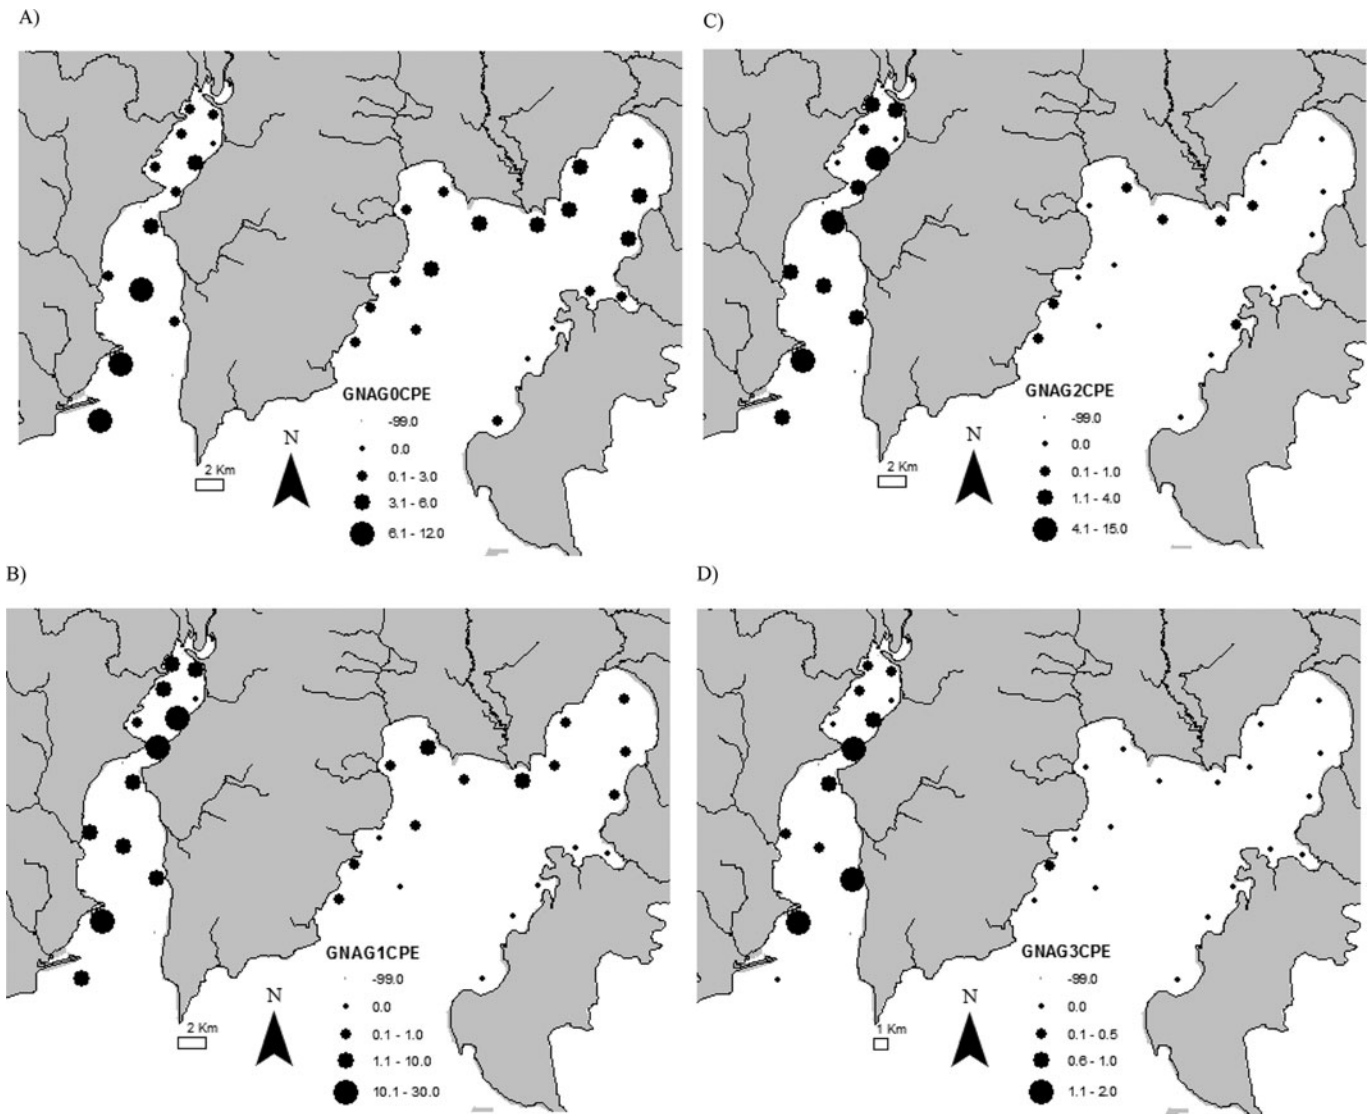 A)
GNAG0CPE
-99.0
0.0
0.1 - 3.0
3.1 - 6.0
6.1 - 12.0
N
2 Km
C)
GNAG2CPE
-99.0
0.0
0.1 - 1.0
1.1 - 4.0
4.1 - 15.0
N
2 Km
B)
GNAG1CPE
-99.0
0.0
0.1 - 1.0
1.1 - 10.0
10.1 - 30.0
N
2 Km
D)
GNAG3CPE
-99.0
0.0
0.1 - 0.5
0.6 - 1.0
1.1 - 2.0
N
1 Km